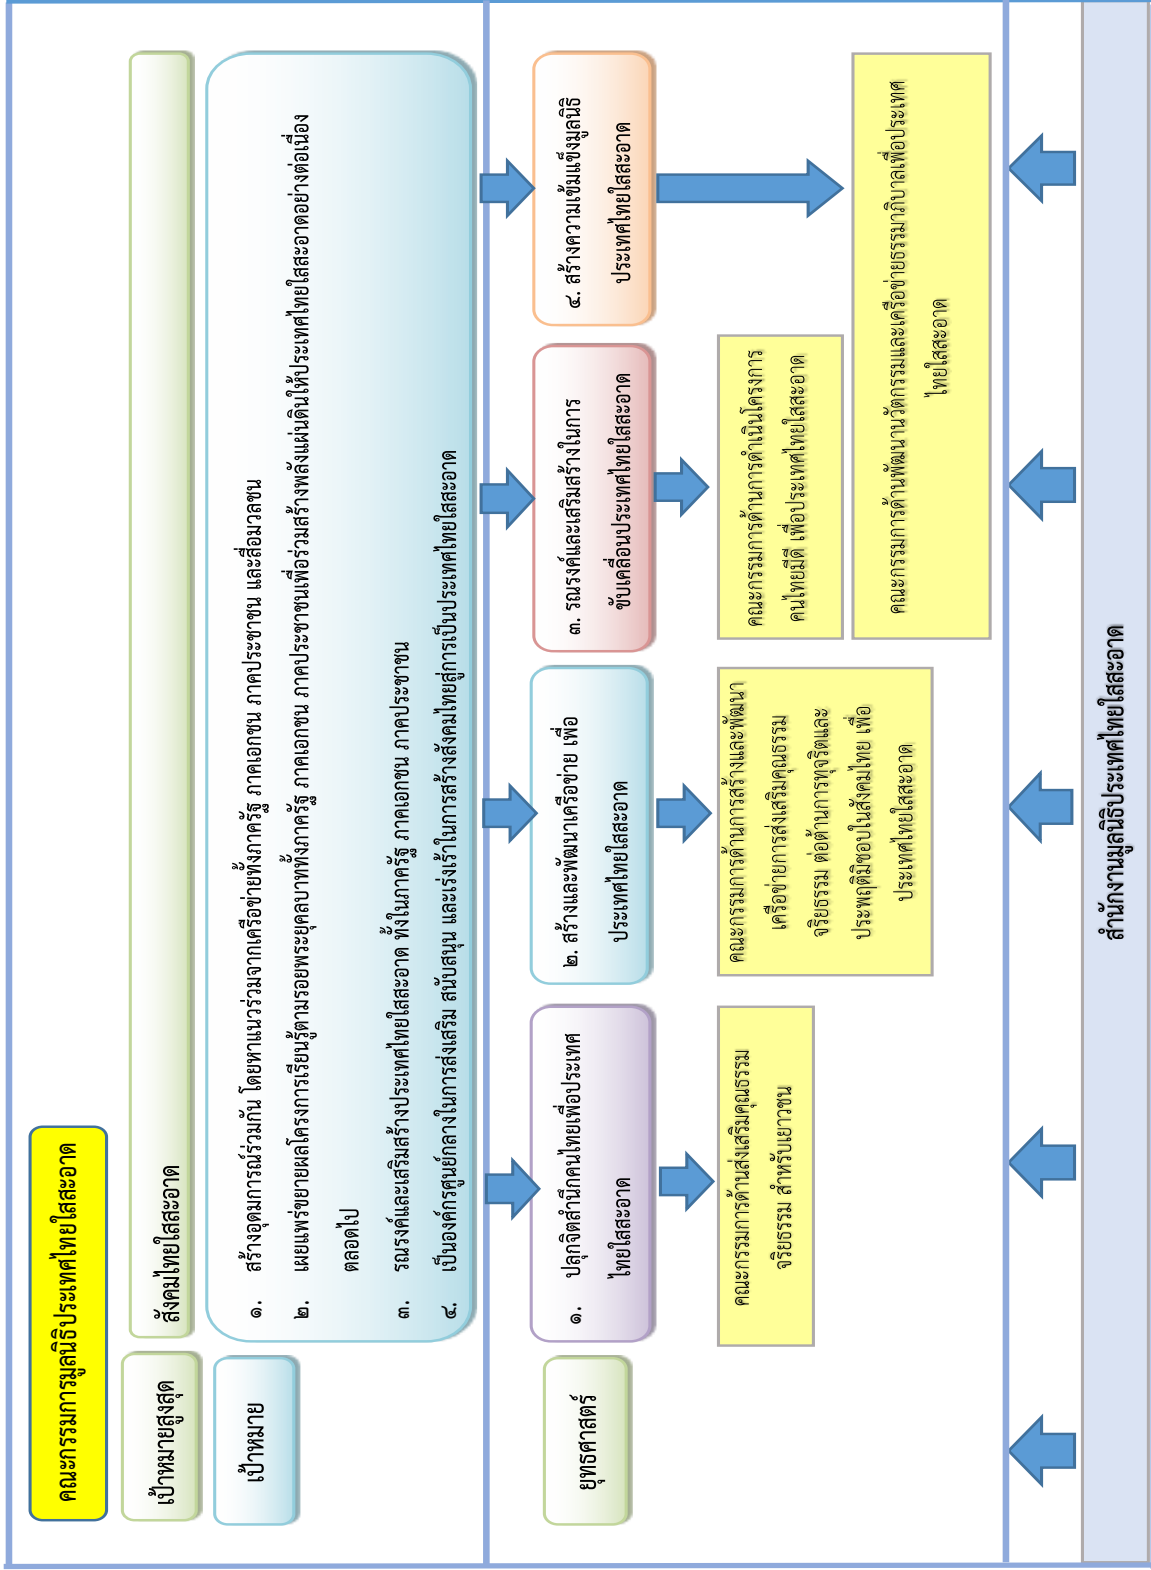 คณะกรรมการมูลนิธิประเทศไทยใสสะอาด
เป้าหมายสูงสุด
สังคมไทยใสสะอาด
เป้าหมาย
๑. สร้างอุดมการณ์ร่วมกัน โดยหาแนวร่วมจากเครือข่ายทั้งภาครัฐ ภาคเอกชน ภาคประชาชน และสื่อมวลชน
๒. เผยแพร่ขยายผลโครงการเรียนรู้ตามรอยพระยุคลบาททั้งภาครัฐ ภาคเอกชน ภาคประชาชนเพื่อร่วมสร้างพลังแผ่นดินให้ประเทศไทยใสสะอาดอย่างต่อเนื่อง
ตลอดไป
๓. รณรงค์และเสริมสร้างประเทศไทยใสสะอาด ทั้งในภาครัฐ ภาคเอกชน ภาคประชาชน
๔. เป็นองค์กรศูนย์กลางในการส่งเสริม สนับสนุน และเร่งเร้าในการสร้างสังคมไทยสู่การเป็นประเทศไทยใสสะอาด
ยุทธศาสตร์
๑. ปลุกจิตสำนึกคนไทยเพื่อประเทศ
ไทยใสสะอาด
๒. สร้างและพัฒนาเครือข่าย เพื่อ
ประเทศไทยใสสะอาด
๓. รณรงค์และเสริมสร้างในการ
ขับเคลื่อนประเทศไทยใสสะอาด
๔. สร้างความเข้มแข็งมูลนิธิ
ประเทศไทยใสสะอาด
คณะกรรมการด้านส่งเสริมคุณธรรม
จริยธรรม สำหรับเยาวชน
คณะกรรมการด้านการสร้างและพัฒนา
เครือข่ายการส่งเสริมคุณธรรม
จริยธรรม ต่อต้านการทุจริตและ
ประพฤติมิชอบในสังคมไทย เพื่อ
ประเทศไทยใสสะอาด
คณะกรรมการด้านการดำเนินโครงการ
คนไทยมีดี เพื่อประเทศไทยใสสะอาด
คณะกรรมการด้านพัฒนานวัตกรรมและเครือข่ายธรรมาภิบาลเพื่อประเทศ
ไทยใสสะอาด
สำนักงานมูลนิธิประเทศไทยใสสะอาด